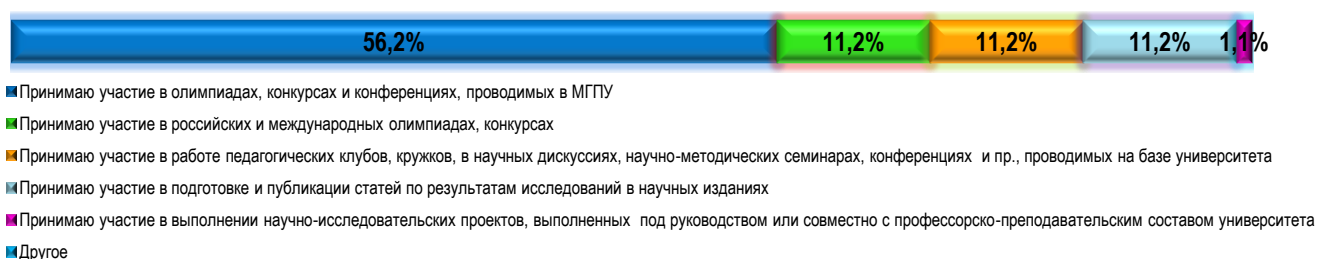 56,2% 11,2% 11,2% 11,2% 1,1%
Принимаю участие в олимпиадах, конкурсах и конференциях, проводимых в МГПУ
Принимаю участие в российских и международных олимпиадах, конкурсах
Принимаю участие в работе педагогических клубов, кружков, в научных дискуссиях, научно-методических семинарах, конференциях и пр., проводимых на базе университета
Принимаю участие в подготовке и публикации статей по результатам исследований в научных изданиях
Принимаю участие в выполнении научно-исследовательских проектов, выполненных под руководством или совместно с профессорско-преподавательским составом университета
Другое